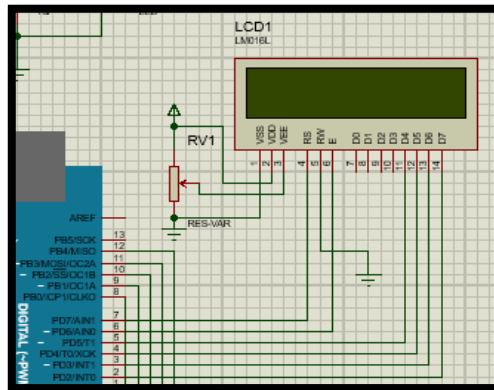 LCD1
LM016L
VSS VDD VEE RS RW E D0 D1 D2 D3 D4 D5 D6 D7
1 2 3 4 5 6 7 8 9 10 11 12 13 14
RV1
RES-VAR
AREF
PB5/SCK 13
PB4/MISO 12
PB3/MOSI/OC2A 11
PB2/SS/OC1B 10
PB1/OC1A 9
PB0/ICP1/CLKO 8
PD7/AIN1 7
PD6/AIN0 6
PD5/T1 5
PD4/T0/XCK 4
PD3/INT1 3
PD2/INT0 2
DIGITAL (~PWM